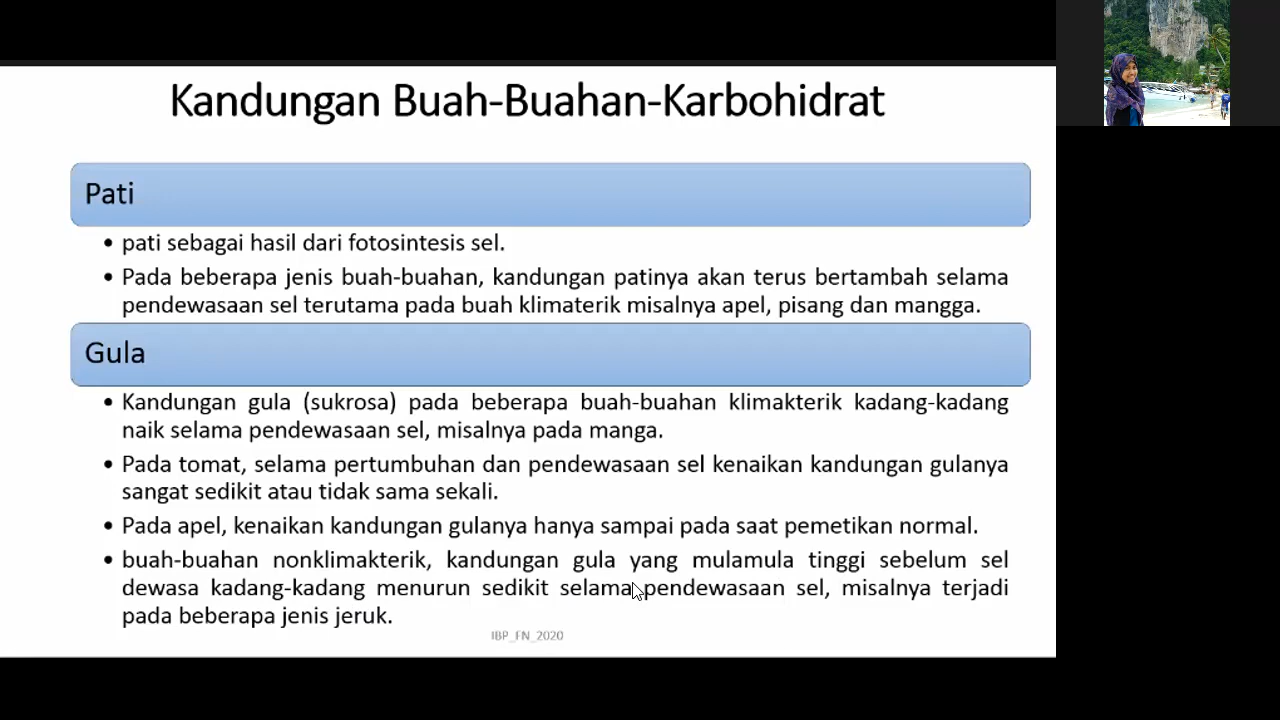 Kandungan Buah-Buahan-Karbohidrat
Pati
• pati sebagai hasil dari fotosintesis sel.
• Pada beberapa jenis buah-buahan, kandungan patinya akan terus bertambah selama
pendewasaan sel terutama pada buah klimaterik misalnya apel, pisang dan mangga.
Gula
• Kandungan gula (sukrosa) pada beberapa buah-buahan klimakterik kadang-kadang
naik selama pendewasaan sel, misalnya pada manga.
• Pada tomat, selama pertumbuhan dan pendewasaan sel kenaikan kandungan gulanya
sangat sedikit atau tidak sama sekali.
• Pada apel, kenaikan kandungan gulanya hanya sampai pada saat pemetikan normal.
• buah-buahan nonklimakterik, kandungan gula yang mulamula tinggi sebelum sel
dewasa kadang-kadang menurun sedikit selama pendewasaan sel, misalnya terjadi
pada beberapa jenis jeruk.
IBP_FN_2020